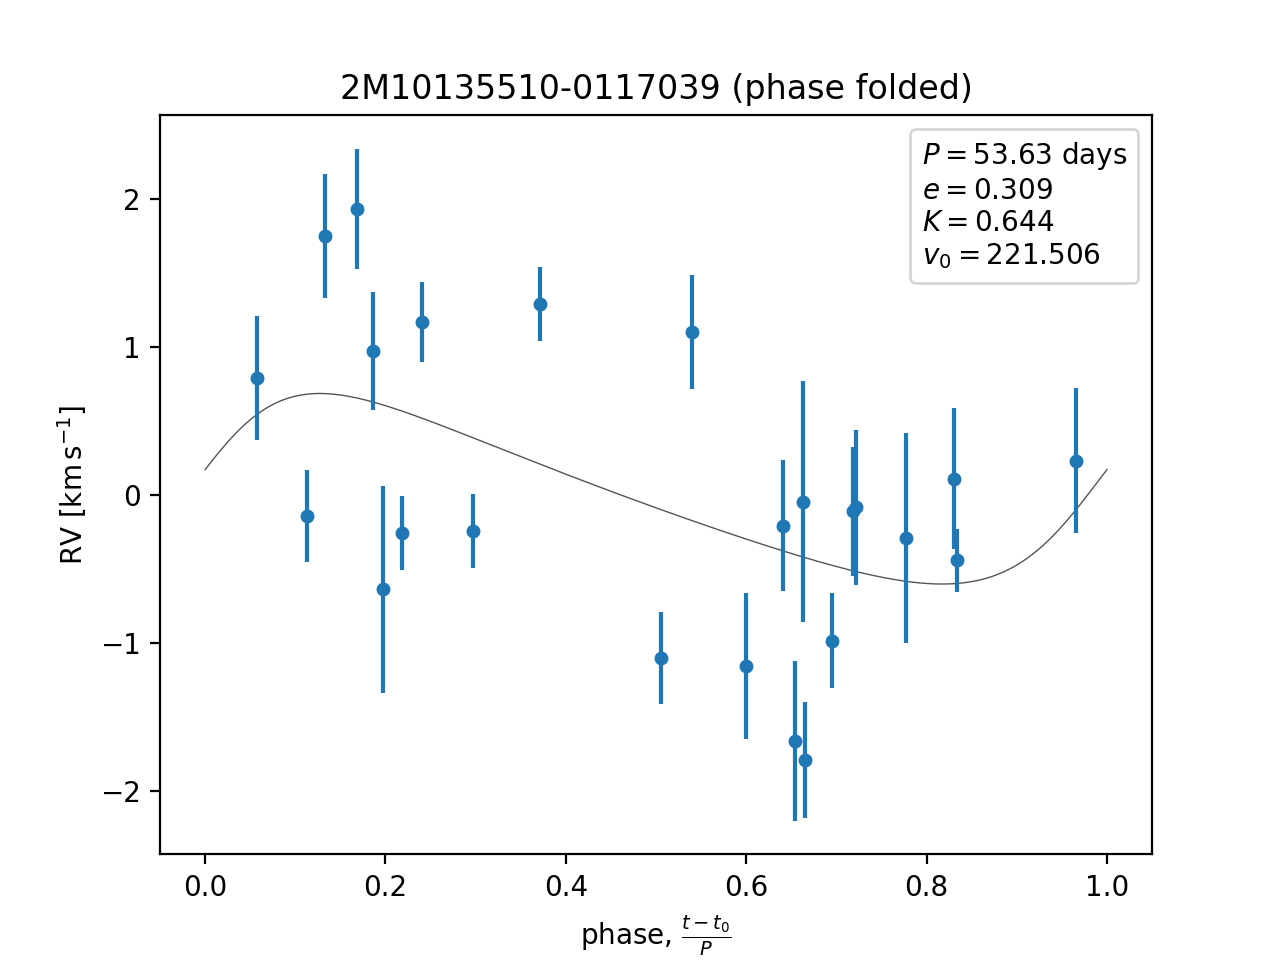 2M10135510-0117039 (phase folded)
P = 53.63 days
e = 0.309
K = 0.644
v₀ = 221.506
2
1
0
−1
−2
RV [km s⁻¹]
0.0 0.2 0.4 0.6 0.8 1.0
phase, (t − t₀)/P